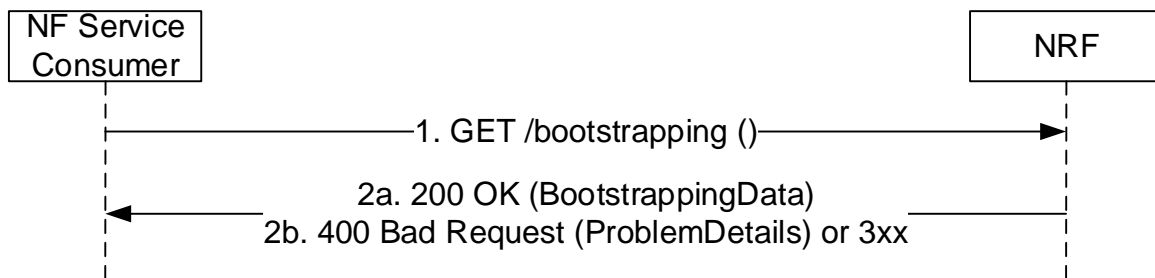 NF Service
Consumer
NRF
1. GET /bootstrapping ()
2a. 200 OK (BootstrappingData)
2b. 400 Bad Request (ProblemDetails) or 3xx